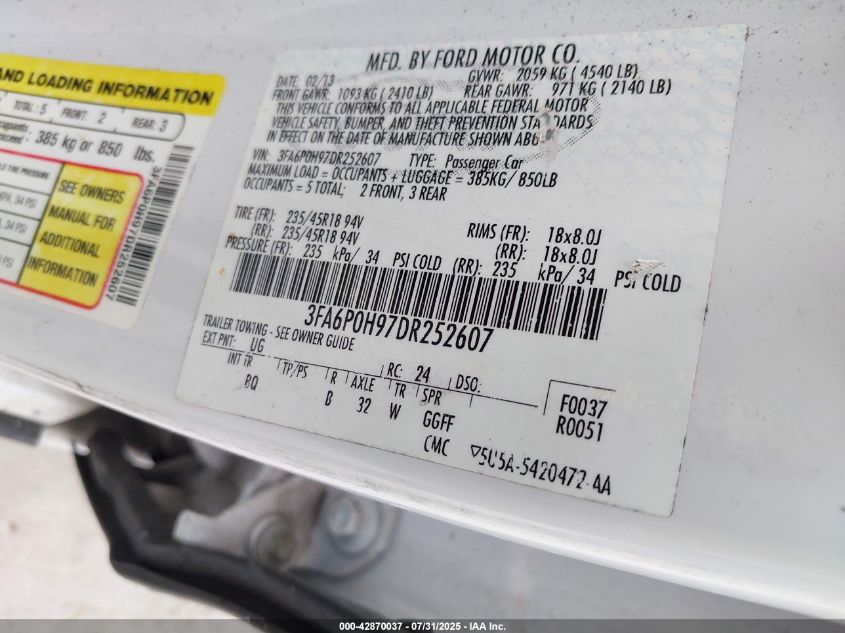 AND LOADING INFORMATION
TOTAL: 5 FRONT: 2 REAR: 3
385 kg or 850 lbs.
SEE OWNERS
MANUAL FOR
ADDITIONAL
INFORMATION
3FA6P0H97DR252607
MFD. BY FORD MOTOR CO.
DATE: 02/13 GVWR: 2059 KG ( 4540 LB)
FRONT GAWR: 1093 KG ( 2410 LB) REAR GAWR: 971 KG ( 2140 LB)
THIS VEHICLE CONFORMS TO ALL APPLICABLE FEDERAL MOTOR
VEHICLE SAFETY, BUMPER, AND THEFT PREVENTION STANDARDS
IN EFFECT ON THE DATE OF MANUFACTURE SHOWN
VIN: 3FA6P0H97DR252607 TYPE: Passenger Car
MAXIMUM LOAD = OCCUPANTS + LUGGAGE = 385KG/ 850LB
OCCUPANTS = 5 TOTAL; 2 FRONT, 3 REAR
TIRE (FR): 235/45R18 94V RIMS (FR): 18x8.0J
(RR): 235/45R18 94V (RR): 18x8.0J
PRESSURE (FR): 235 kPa/ 34 PSI COLD (RR): 235 kPa/ 34 PSI COLD
3FA6P0H97DR252607
TRAILER TOWING - SEE OWNER GUIDE
EXT PNT: UG RC: 24 DSO:
INT TR TP/PS R AXLE TR SPR F0037
BQ B 32 W GGFF R0051
CMC ▽5U5A-5420472-AA
000-42870037 / 07/31/2025 - IAA Inc.